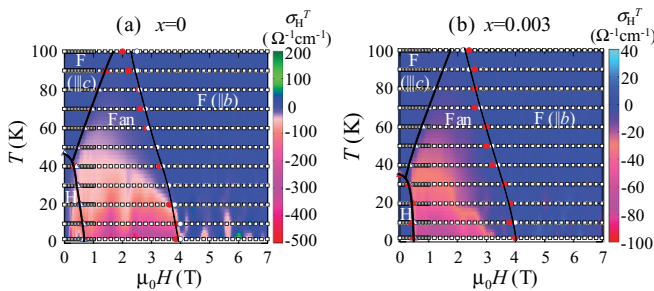 (a) x=0
σ_H^T
(Ω⁻¹cm⁻¹)
T (K)
100
80
60
40
20
0
F
(||c)
Fan
F (||b)
H
0 1 2 3 4 5 6 7
μ₀H (T)
200
100
0
-100
-200
-300
-400
-500
(b) x=0.003
σ_H^T
(Ω⁻¹cm⁻¹)
T (K)
100
80
60
40
20
0
F
(||c)
Fan
F (||b)
H
0 1 2 3 4 5 6 7
μ₀H (T)
40
20
0
-20
-40
-60
-80
-100